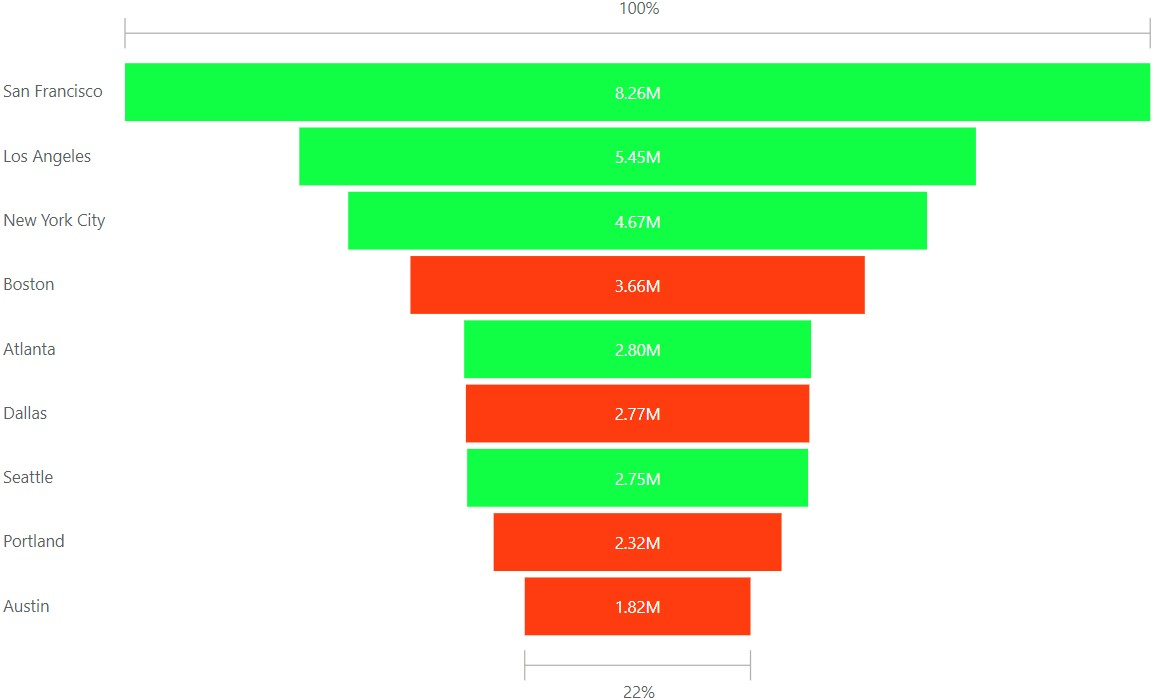 100%
San Francisco 8.26M
Los Angeles 5.45M
New York City 4.67M
Boston 3.66M
Atlanta 2.80M
Dallas 2.77M
Seattle 2.75M
Portland 2.32M
Austin 1.82M
22%